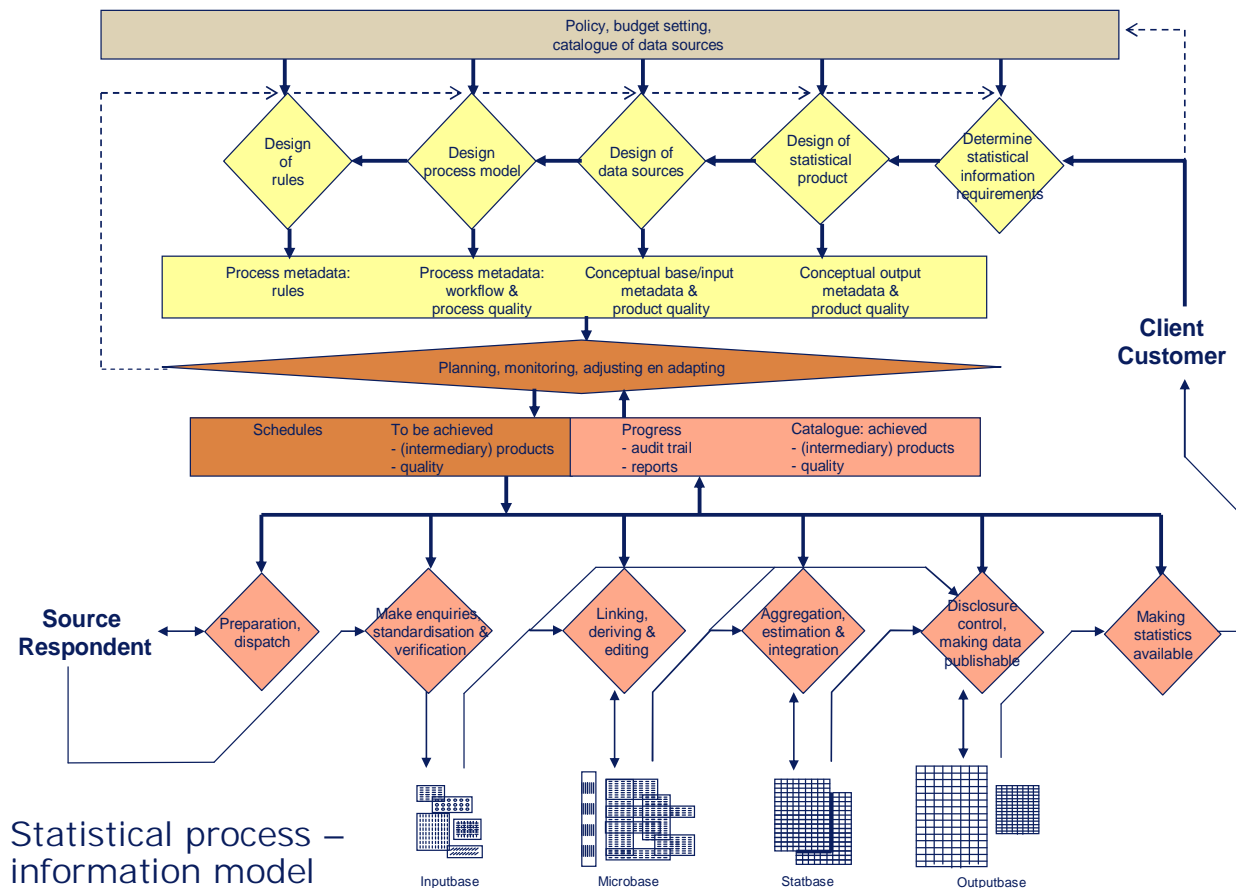 Policy, budget setting,
catalogue of data sources
Design
of
rules
Design
process model
Design of
data sources
Design of
statistical
product
Determine
statistical
information
requirements
Process metadata:
rules
Process metadata:
workflow &
process quality
Conceptual base/input
metadata &
product quality
Conceptual output
metadata &
product quality
Client
Customer
Planning, monitoring, adjusting en adapting
Schedules
To be achieved
- (intermediary) products
- quality
Progress
- audit trail
- reports
Catalogue: achieved
- (intermediary) products
- quality
Source
Respondent
Preparation,
dispatch
Make enquiries,
standardisation &
verification
Linking,
deriving &
editing
Aggregation,
estimation &
integration
Disclosure
control,
making data
publishable
Making
statistics
available
Statistical process –
information model
Inputbase
Microbase
Statbase
Outputbase